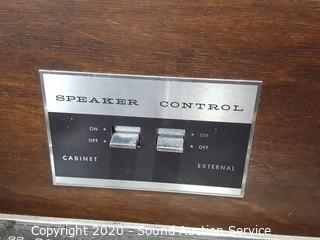 SPEAKER CONTROL
ON • • ON
OFF • • OFF
CABINET EXTERNAL
Copyright 2020 - Sound Auction Service